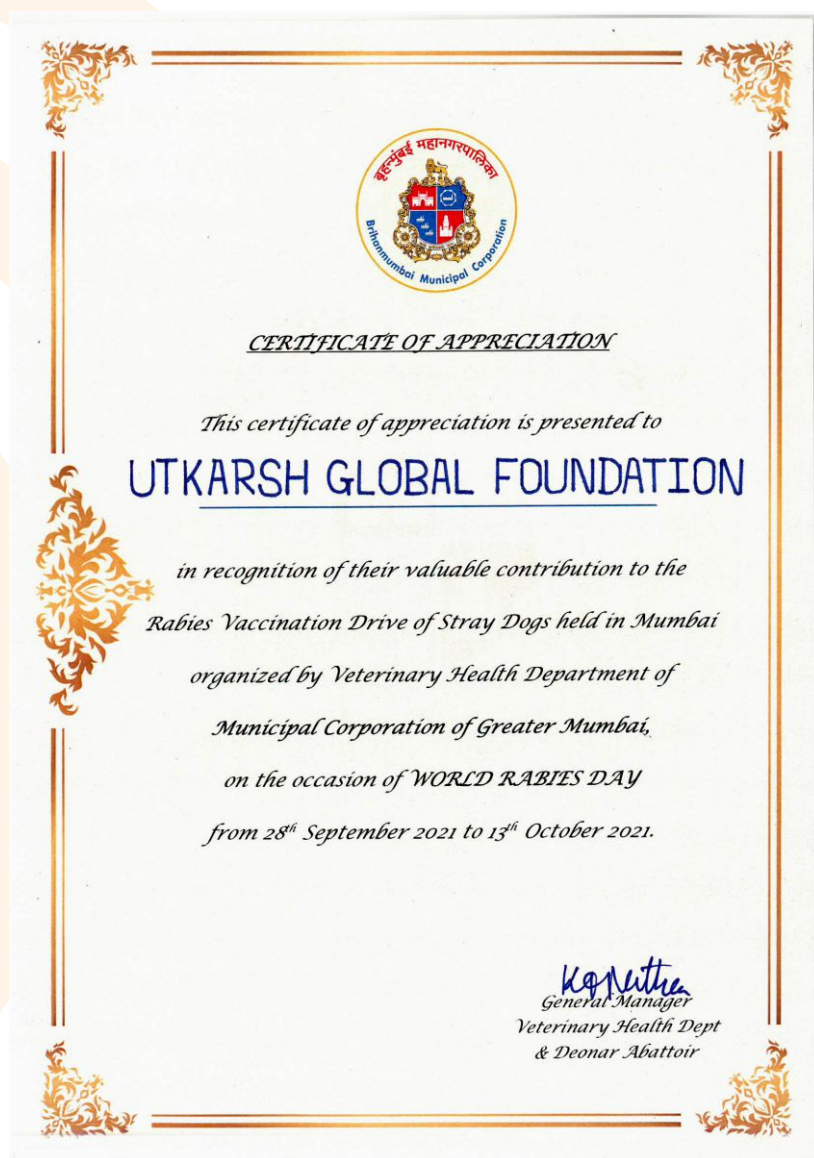 बृहन्मुंबई महानगरपालिका
Brihanmumbai Municipal Corporation
CERTIFICATE OF APPRECIATION
This certificate of appreciation is presented to
UTKARSH GLOBAL FOUNDATION
in recognition of their valuable contribution to the
Rabies Vaccination Drive of Stray Dogs held in Mumbai
organized by Veterinary Health Department of
Municipal Corporation of Greater Mumbai,
on the occasion of WORLD RABIES DAY
from 28th September 2021 to 13th October 2021.
General Manager
Veterinary Health Dept
& Deonar Abattoir